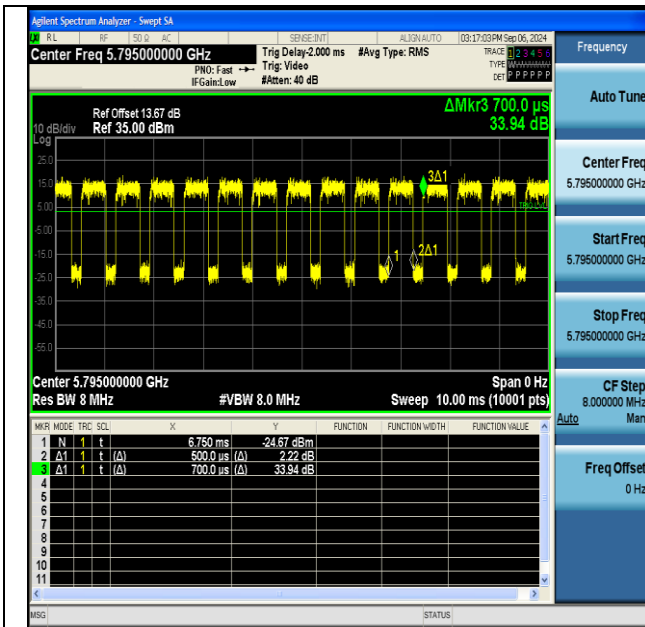 Agilent Spectrum Analyzer - Swept SA
LXI RL RF 50 Ω AC SENSE:INT ALIGN AUTO 03:17:03 PM Sep 06, 2024
Center Freq 5.795000000 GHz Trig Delay-2.000 ms #Avg Type: RMS TRACE 1 2 3 4 5 6
PNO: Fast Trig: Video TYPE
IFGain:Low #Atten: 40 dB DET P P P P P P
Ref Offset 13.67 dB ΔMkr3 700.0 µs
10 dB/div Ref 35.00 dBm 33.94 dB
Log
25.0
15.0 3Δ1
5.00 TRIG LVL
-5.00
-15.0 1 2Δ1
-25.0
-35.0
-45.0
-55.0
Center 5.795000000 GHz Span 0 Hz
Res BW 8 MHz #VBW 8.0 MHz Sweep 10.00 ms (10001 pts)
MKR MODE TRC SCL X Y FUNCTION FUNCTION WIDTH FUNCTION VALUE
1 N 1 t 6.750 ms -24.67 dBm
2 Δ1 1 t (Δ) 500.0 µs (Δ) 2.22 dB
3 Δ1 1 t (Δ) 700.0 µs (Δ) 33.94 dB
4
5
6
7
8
9
10
11
MSG STATUS
Frequency
Auto Tune
Center Freq
5.795000000 GHz
Start Freq
5.795000000 GHz
Stop Freq
5.795000000 GHz
CF Step
8.000000 MHz
Auto Man
Freq Offset
0 Hz